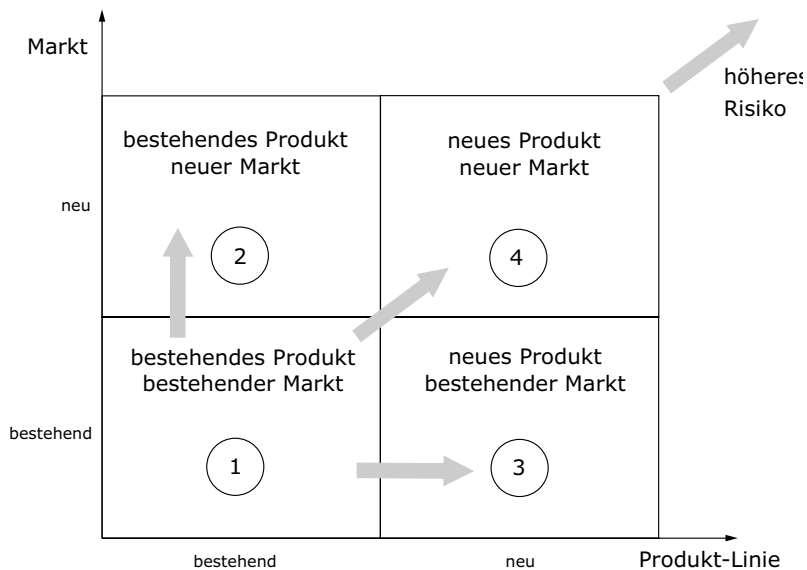 Markt
höheres
Risiko
bestehendes Produkt
neuer Markt
neues Produkt
neuer Markt
neu
2
4
bestehendes Produkt
bestehender Markt
neues Produkt
bestehender Markt
bestehend
1
3
bestehend
neu
Produkt-Linie